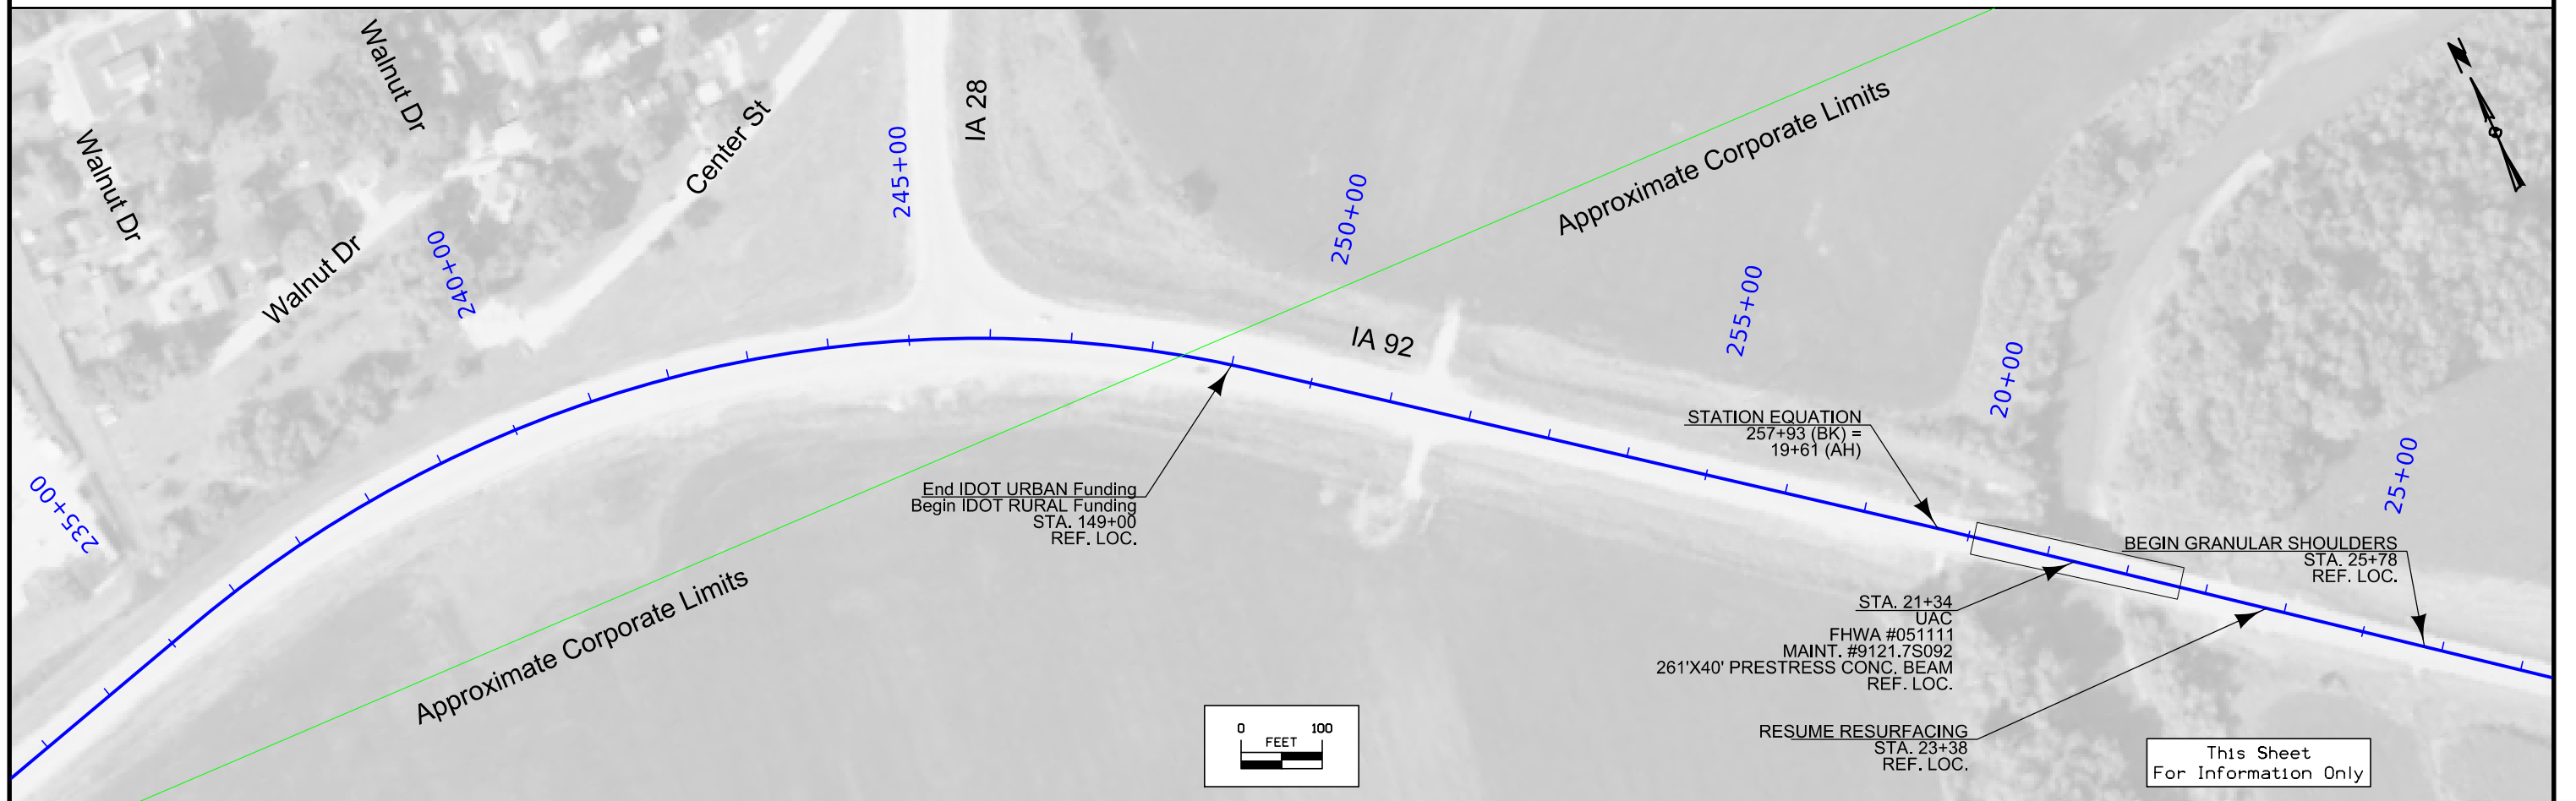 Walnut Dr
Walnut Dr
Walnut Dr
Center St
IA 28
245+00
240+00
235+00
250+00
Approximate Corporate Limits
N
IA 92
255+00
20+00
25+00
STATION EQUATION
257+93 (BK) =
19+61 (AH)
End IDOT URBAN Funding
Begin IDOT RURAL Funding
STA. 149+00
REF. LOC.
BEGIN GRANULAR SHOULDERS
STA. 25+78
REF. LOC.
Approximate Corporate Limits
STA. 21+34
UAC
FHWA #051111
MAINT. #9121.7S092
261'X40' PRESTRESS CONC. BEAM
REF. LOC.
RESUME RESURFACING
STA. 23+38
REF. LOC.
0 100
FEET
This Sheet
For Information Only